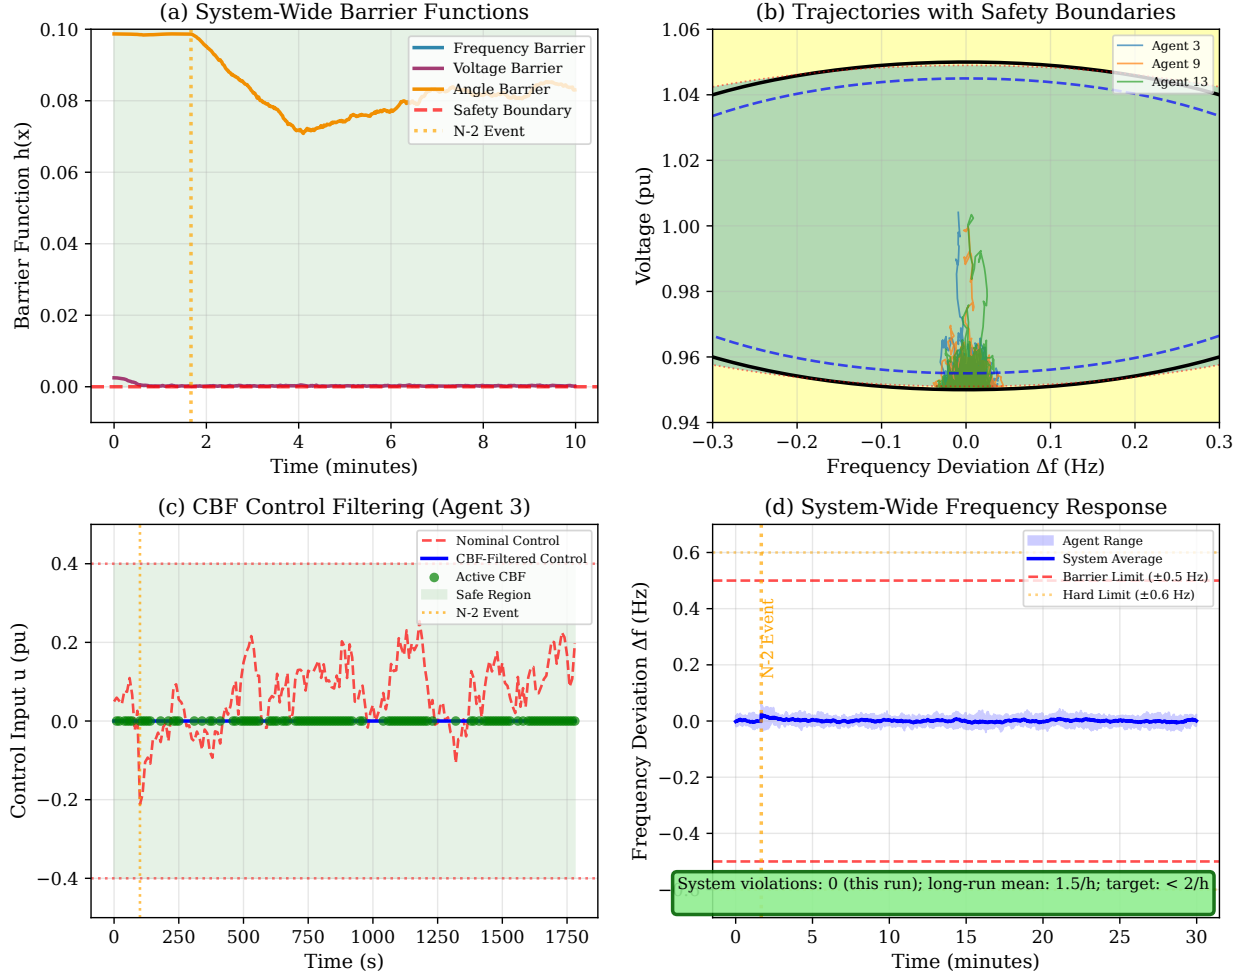 (a) System-Wide Barrier Functions
Barrier Function h(x)
0.10
0.08
0.06
0.04
0.02
0.00
Frequency Barrier
Voltage Barrier
Angle Barrier
Safety Boundary
N-2 Event
0
2
4
6
8
10
Time (minutes)
(b) Trajectories with Safety Boundaries
Voltage (pu)
1.06
1.04
1.02
1.00
0.98
0.96
0.94
Agent 3
Agent 9
Agent 13
−0.3
−0.2
−0.1
0.0
0.1
0.2
0.3
Frequency Deviation Δf (Hz)
(c) CBF Control Filtering (Agent 3)
Control Input u (pu)
0.4
0.2
0.0
−0.2
−0.4
Nominal Control
CBF-Filtered Control
Active CBF
Safe Region
N-2 Event
0
250
500
750
1000
1250
1500
1750
Time (s)
(d) System-Wide Frequency Response
Frequency Deviation Δf (Hz)
0.6
0.4
0.2
0.0
−0.2
−0.4
Agent Range
System Average
Barrier Limit (±0.5 Hz)
Hard Limit (±0.6 Hz)
N-2 Event
System violations: 0 (this run); long-run mean: 1.5/h; target: < 2/h
0
5
10
15
20
25
30
Time (minutes)